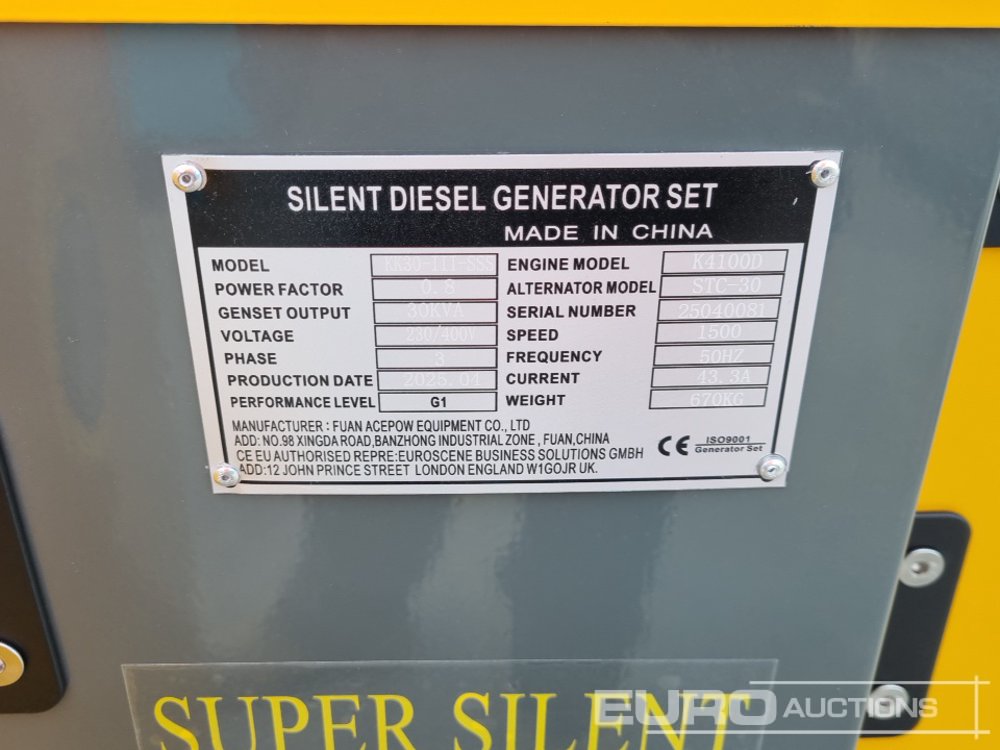 SILENT DIESEL GENERATOR SET
MADE IN CHINA
MODEL KK30-III-SSS
POWER FACTOR 0.8
GENSET OUTPUT 30KVA
VOLTAGE 230/400V
PHASE 3
PRODUCTION DATE 2025.04
PERFORMANCE LEVEL G1
ENGINE MODEL K4100D
ALTERNATOR MODEL STC-30
SERIAL NUMBER 25040081
SPEED 1500
FREQUENCY 50HZ
CURRENT 43.3A
WEIGHT 670KG
MANUFACTURER : FUAN ACEPOW EQUIPMENT CO., LTD
ADD: NO.98 XINGDA ROAD,BANZHONG INDUSTRIAL ZONE , FUAN,CHINA
CE EU AUTHORISED REPRE:EUROSCENE BUSINESS SOLUTIONS GMBH
ADD:12 JOHN PRINCE STREET LONDON ENGLAND W1GOJR UK.
CE
ISO9001
Generator Set
SUPER SILENT
EURO AUCTIONS